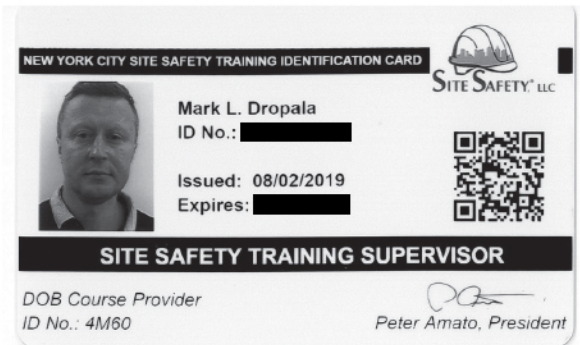 NEW YORK CITY SITE SAFETY TRAINING IDENTIFICATION CARD
SITE SAFETY, LLC
Mark L. Dropala
ID No.:
Issued: 08/02/2019
Expires:
SITE SAFETY TRAINING SUPERVISOR
DOB Course Provider
ID No.: 4M60
Peter Amato, President